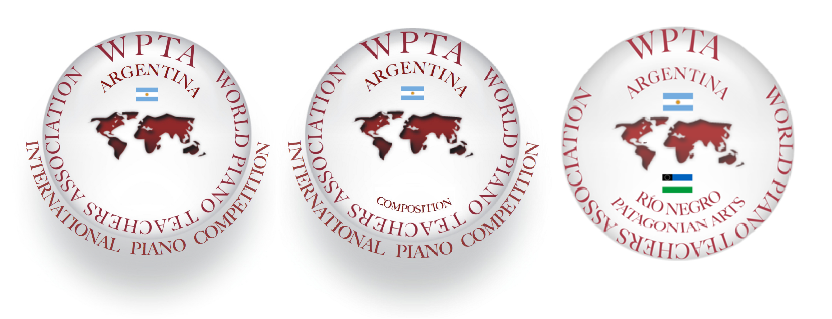 WPTA
ARGENTINA
WORLD PIANO TEACHERS ASSOCIATION
INTERNATIONAL PIANO COMPETITION
WPTA
ARGENTINA
COMPOSITION
WORLD PIANO TEACHERS ASSOCIATION
INTERNATIONAL PIANO COMPETITION
WPTA
ARGENTINA
RÍO NEGRO
PATAGONIAN ARTS
WORLD PIANO TEACHERS ASSOCIATION